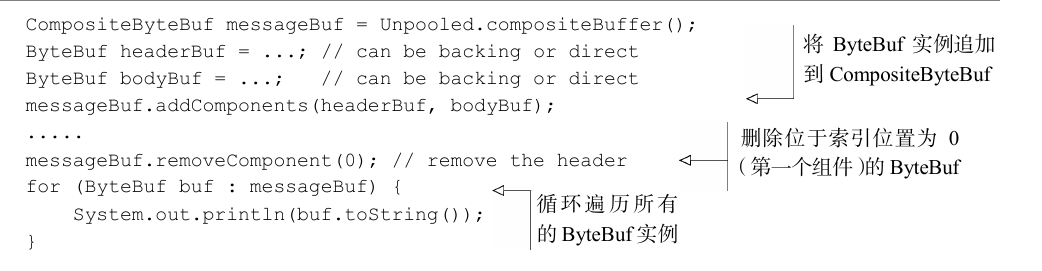 CompositeByteBuf messageBuf = Unpooled.compositeBuffer();
ByteBuf headerBuf = ...; // can be backing or direct
ByteBuf bodyBuf = ...;   // can be backing or direct
messageBuf.addComponents(headerBuf, bodyBuf);
.....
messageBuf.removeComponent(0); // remove the header
for (ByteBuf buf : messageBuf) {
    System.out.println(buf.toString());
}
将 ByteBuf 实例追加
到 CompositeByteBuf
删除位于索引位置为 0
（第一个组件）的 ByteBuf
循环遍历所有
的 ByteBuf 实例